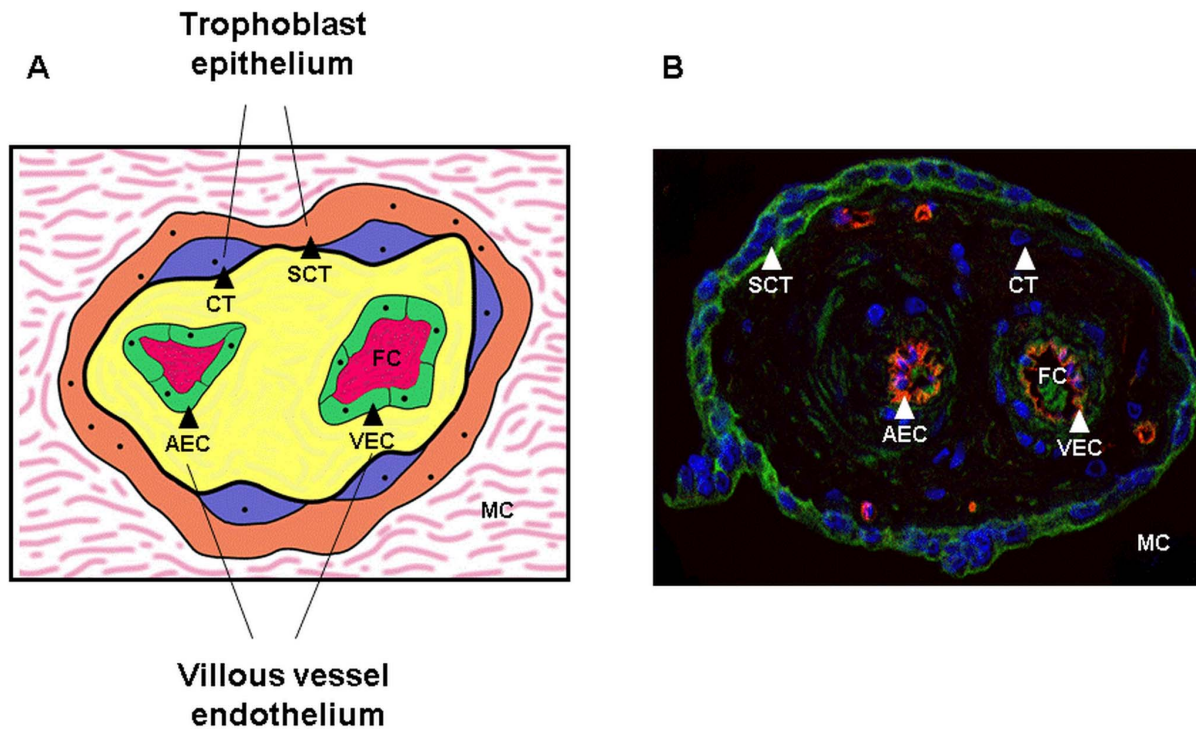 Trophoblast
epithelium
A
SCT
CT
FC
AEC
VEC
MC
Villous vessel
endothelium
B
SCT
CT
FC
AEC
VEC
MC